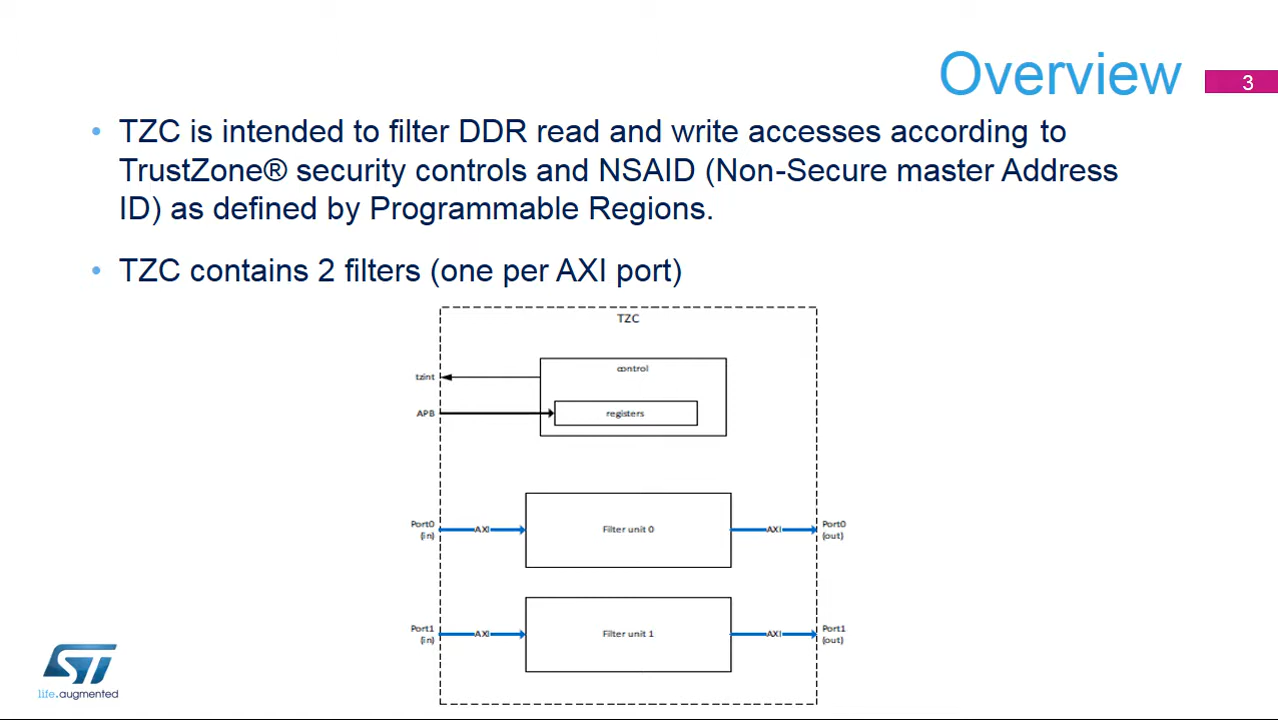 Overview
3
• TZC is intended to filter DDR read and write accesses according to
TrustZone® security controls and NSAID (Non-Secure master Address
ID) as defined by Programmable Regions.
• TZC contains 2 filters (one per AXI port)
TZC
control
tzint
APB
registers
Port0
(in)
AXI
Filter unit 0
AXI
Port0
(out)
Port1
(in)
AXI
Filter unit 1
AXI
Port1
(out)
ST
life.augmented